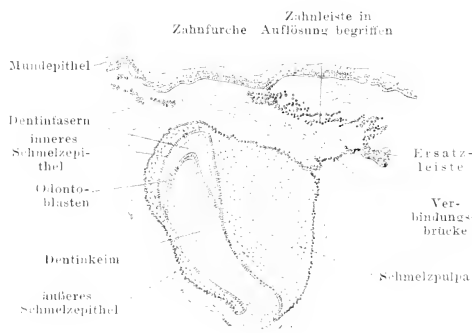 Zahnleiste in
Zahnfurche Auflösung begriffen
Mundepithel
Dentinfasern
inneres
Schmelzepi-
thel
Odonto-
blasten
Dentinkeim
äußeres
Schmelzepithel
Ersatz-
leiste
Ver-
bindungs-
brücke
Schmelzpulpa